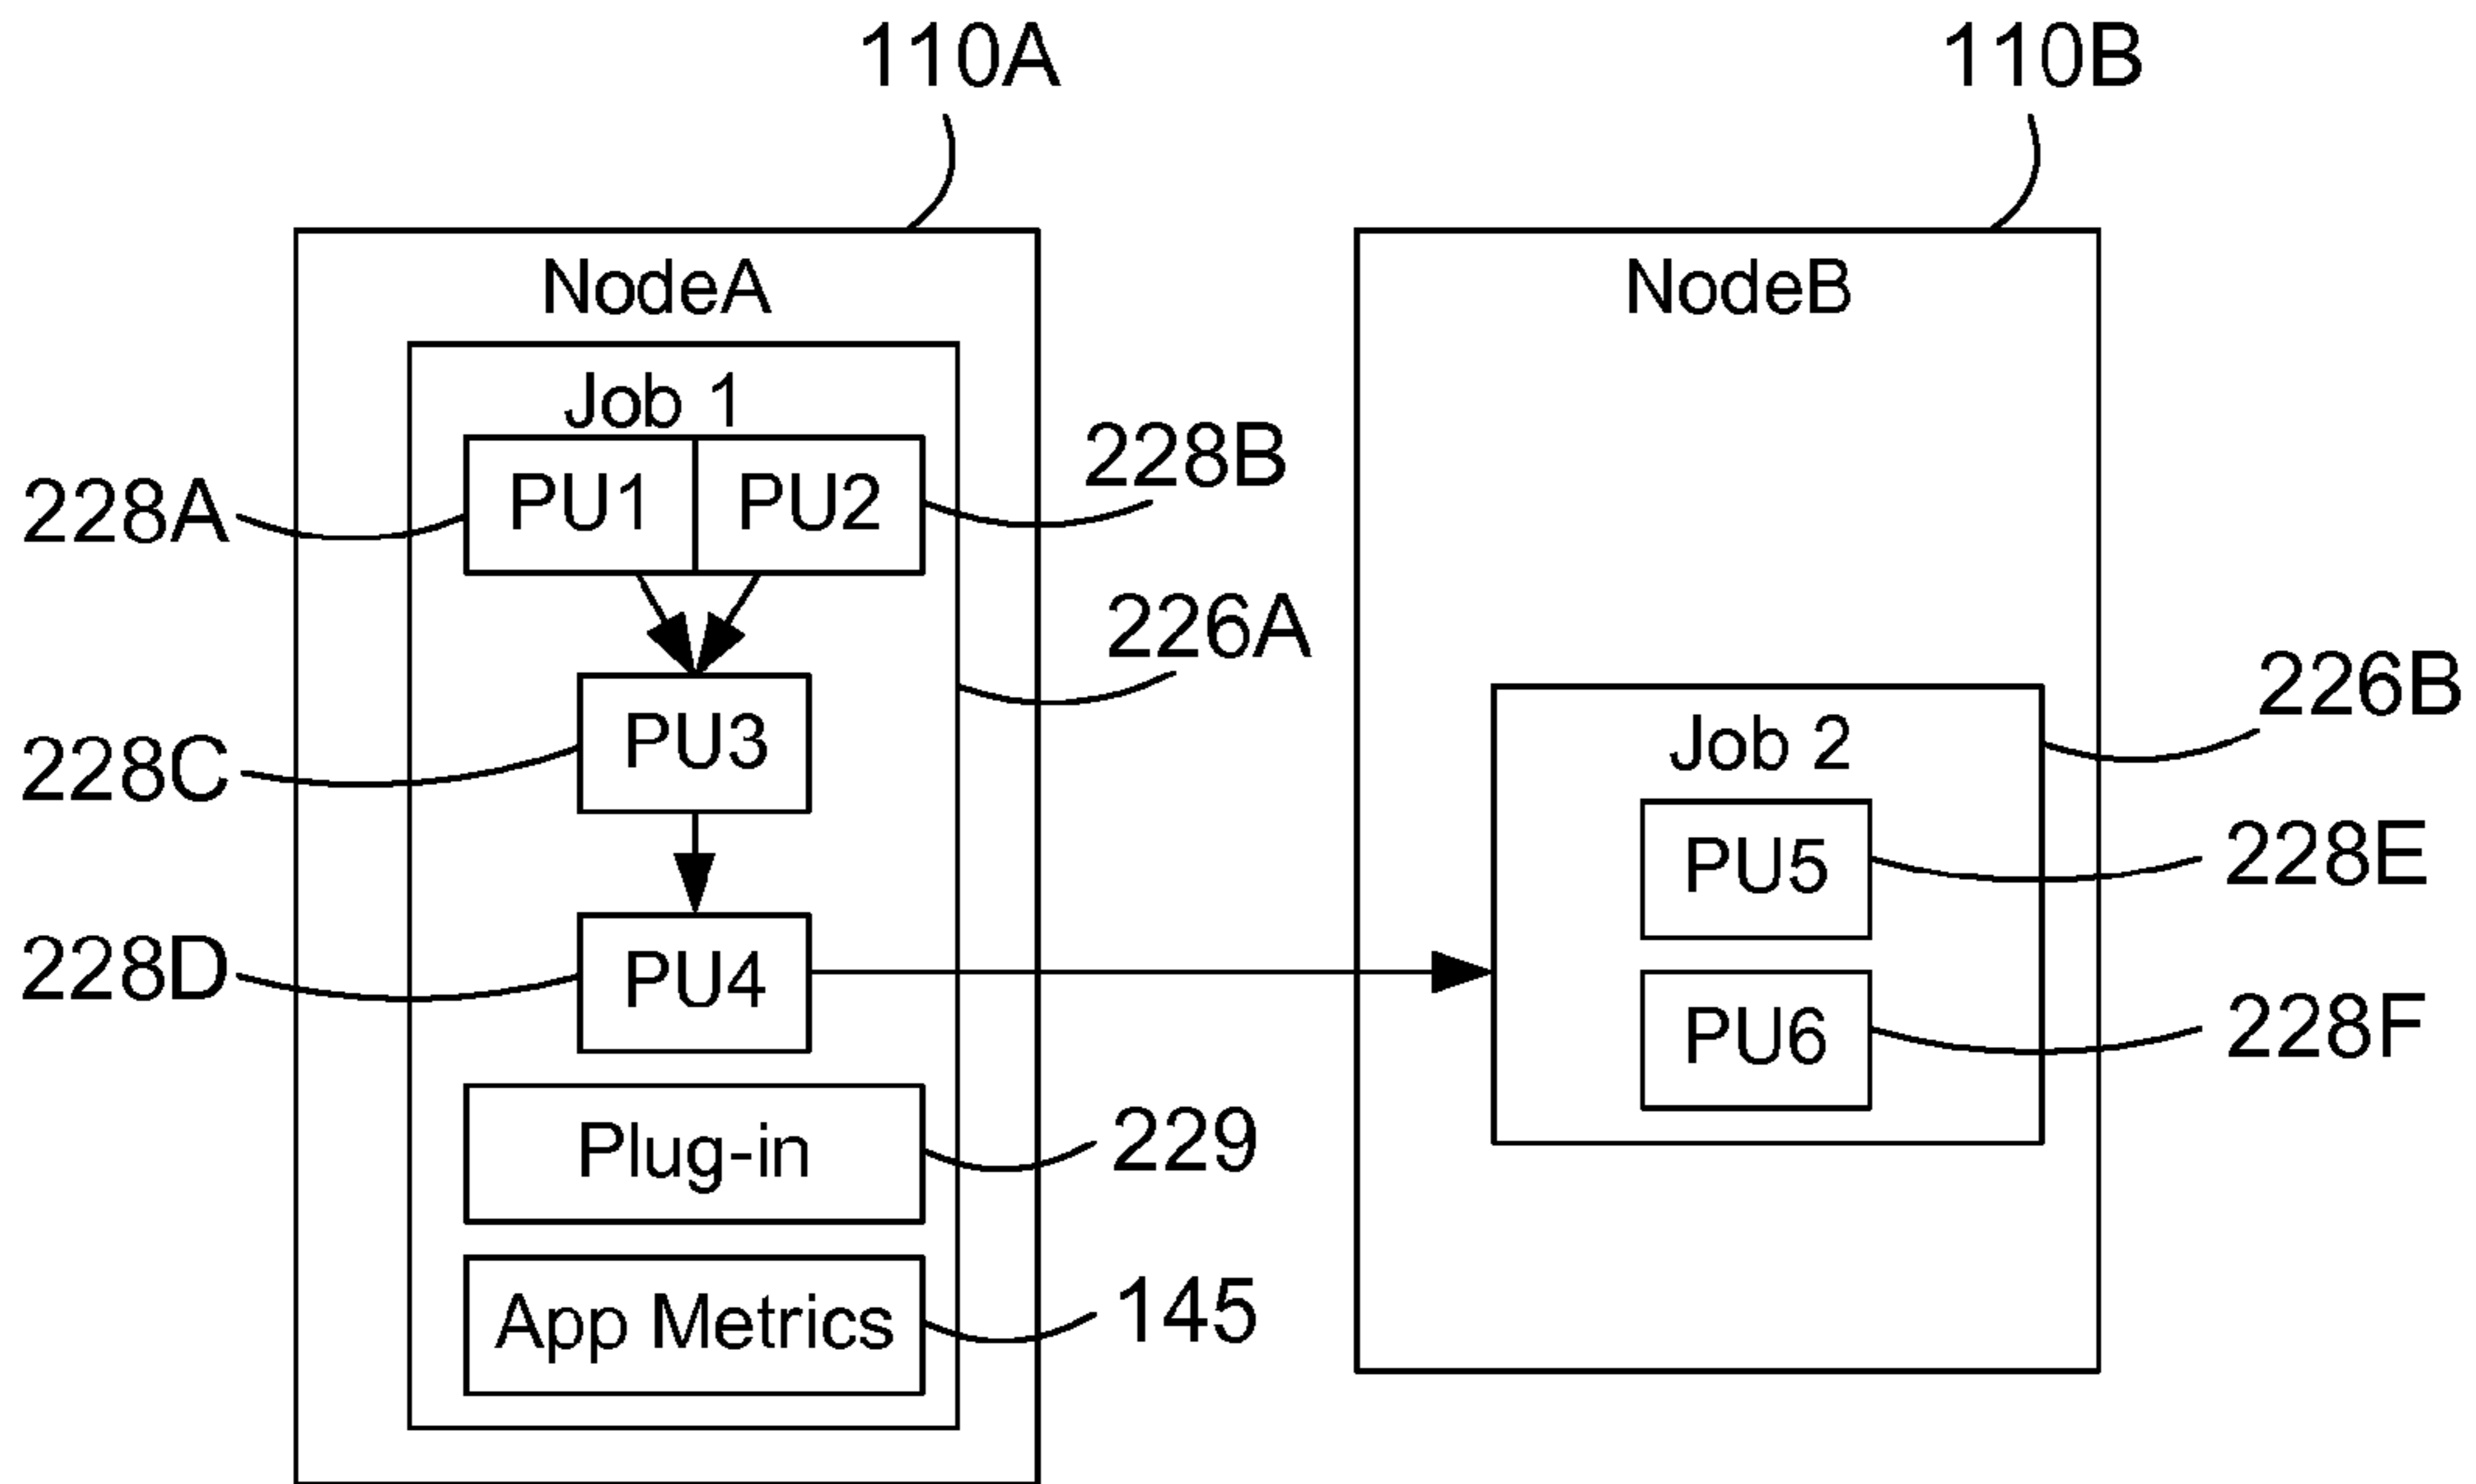 110A
110B
NodeA
NodeB
Job 1
228A
PU1
PU2
228B
226A
228C
PU3
226B
Job 2
PU5
228E
228D
PU4
PU6
228F
Plug-in
229
App Metrics
145